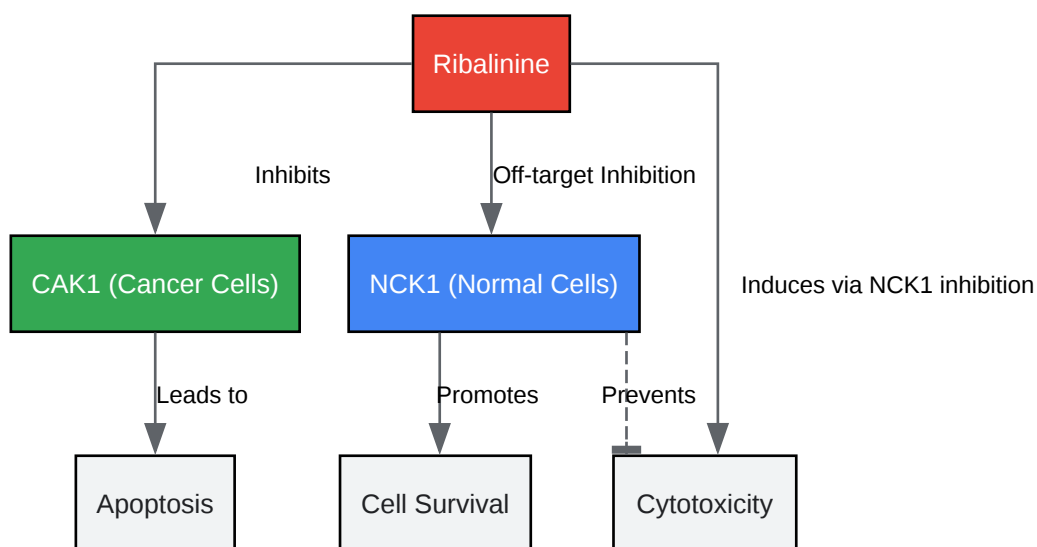 Ribalinine
Inhibits
Off-target Inhibition
CAK1 (Cancer Cells)
NCK1 (Normal Cells)
Induces via NCK1 inhibition
Leads to
Promotes
Prevents
Apoptosis
Cell Survival
Cytotoxicity